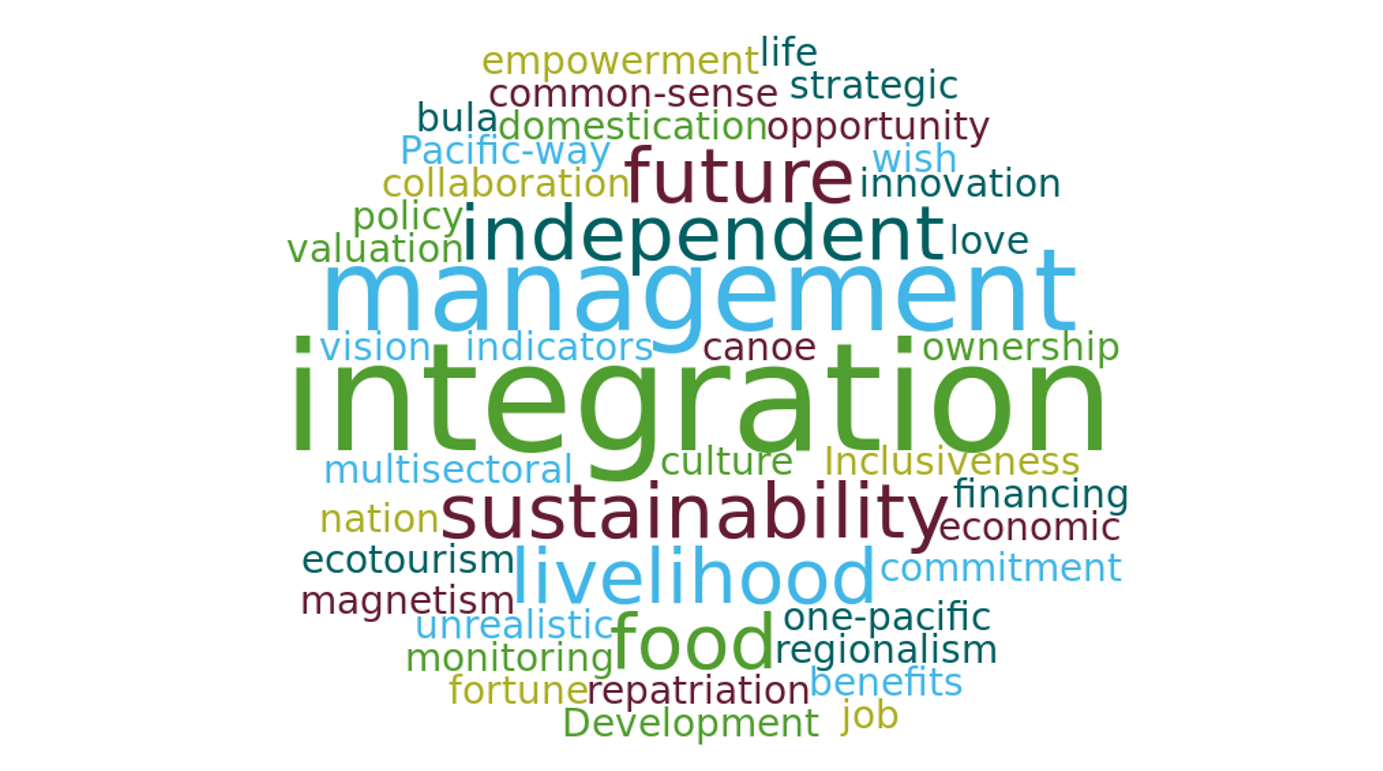 empowerment life
common-sense strategic
bula domestication opportunity
Pacific-way future wish
collaboration innovation
policy independent love
valuation
management
vision indicators canoe ownership
integration
multisectoral culture Inclusiveness
sustainability financing
nation economic
ecotourism livelihood commitment
magnetism
unrealistic food one-pacific
monitoring regionalism
fortune repatriation benefits
Development job